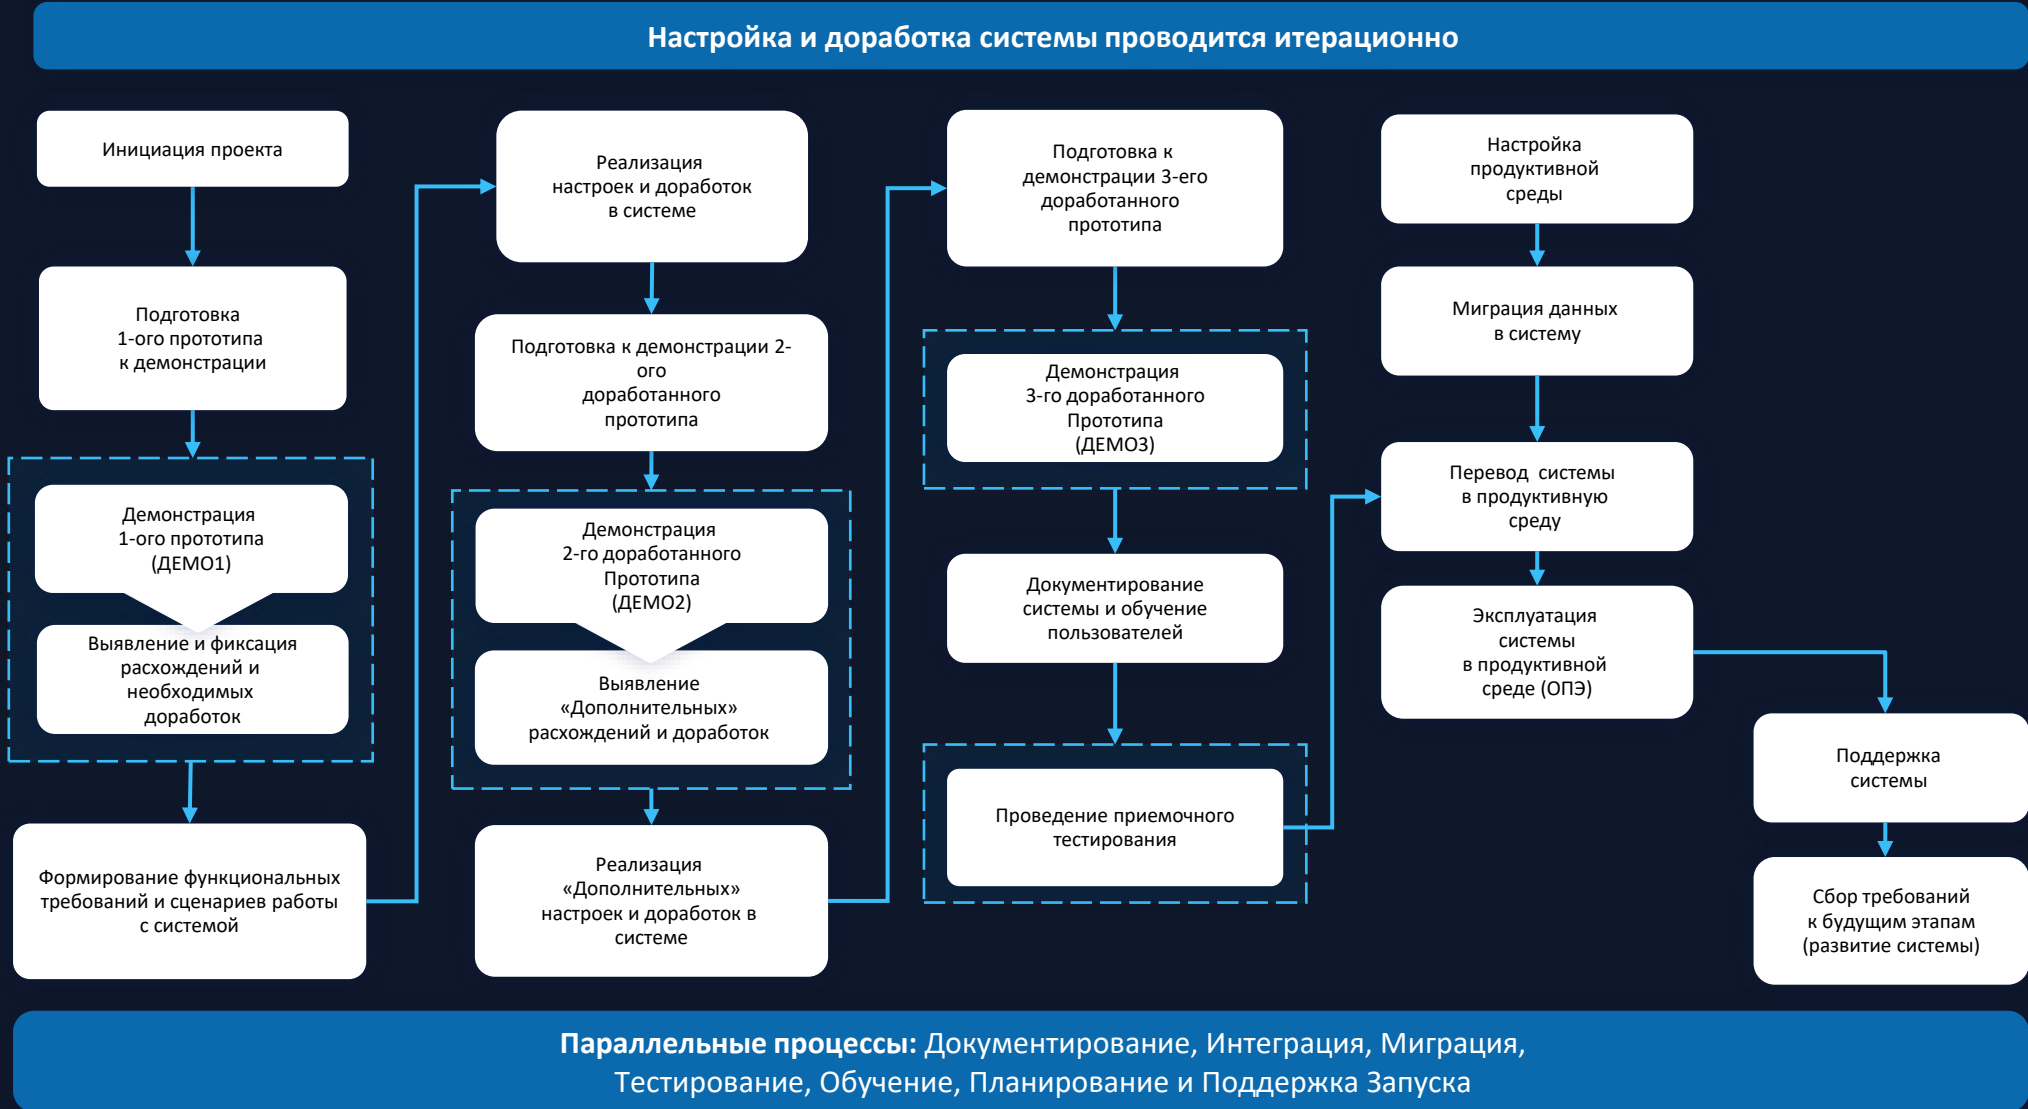 Настройка и доработка системы проводится итерационно
Инициация проекта
Подготовка
1-ого прототипа
к демонстрации
Демонстрация
1-ого прототипа
(ДЕМО1)
Выявление и фиксация
расхождений и
необходимых
доработок
Формирование функциональных
требований и сценариев работы
с системой
Реализация
настроек и доработок
в системе
Подготовка к демонстрации 2-
ого
доработанного
прототипа
Демонстрация
2-го доработанного
Прототипа
(ДЕМО2)
Выявление
«Дополнительных»
расхождений и доработок
Реализация
«Дополнительных»
настроек и доработок в
системе
Подготовка к
демонстрации 3-его
доработанного
прототипа
Демонстрация
3-го доработанного
Прототипа
(ДЕМО3)
Документирование
системы и обучение
пользователей
Проведение приемочного
тестирования
Настройка
продуктивной
среды
Миграция данных
в систему
Перевод системы
в продуктивную
среду
Эксплуатация
системы
в продуктивной
среде (ОПЭ)
Поддержка
системы
Сбор требований
к будущим этапам
(развитие системы)
Параллельные процессы: Документирование, Интеграция, Миграция,
Тестирование, Обучение, Планирование и Поддержка Запуска